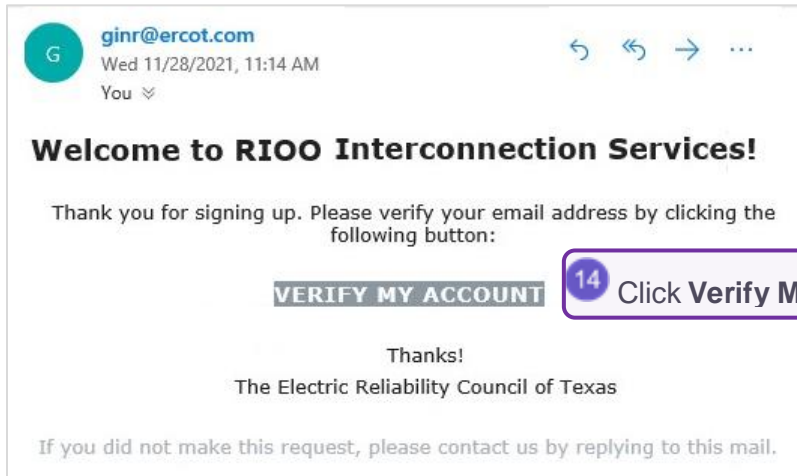 G
ginr@ercot.com
Wed 11/28/2021, 11:14 AM
You
Welcome to RIOO Interconnection Services!
Thank you for signing up. Please verify your email address by clicking the
following button:
VERIFY MY ACCOUNT
14 Click Verify M
Thanks!
The Electric Reliability Council of Texas
If you did not make this request, please contact us by replying to this mail.